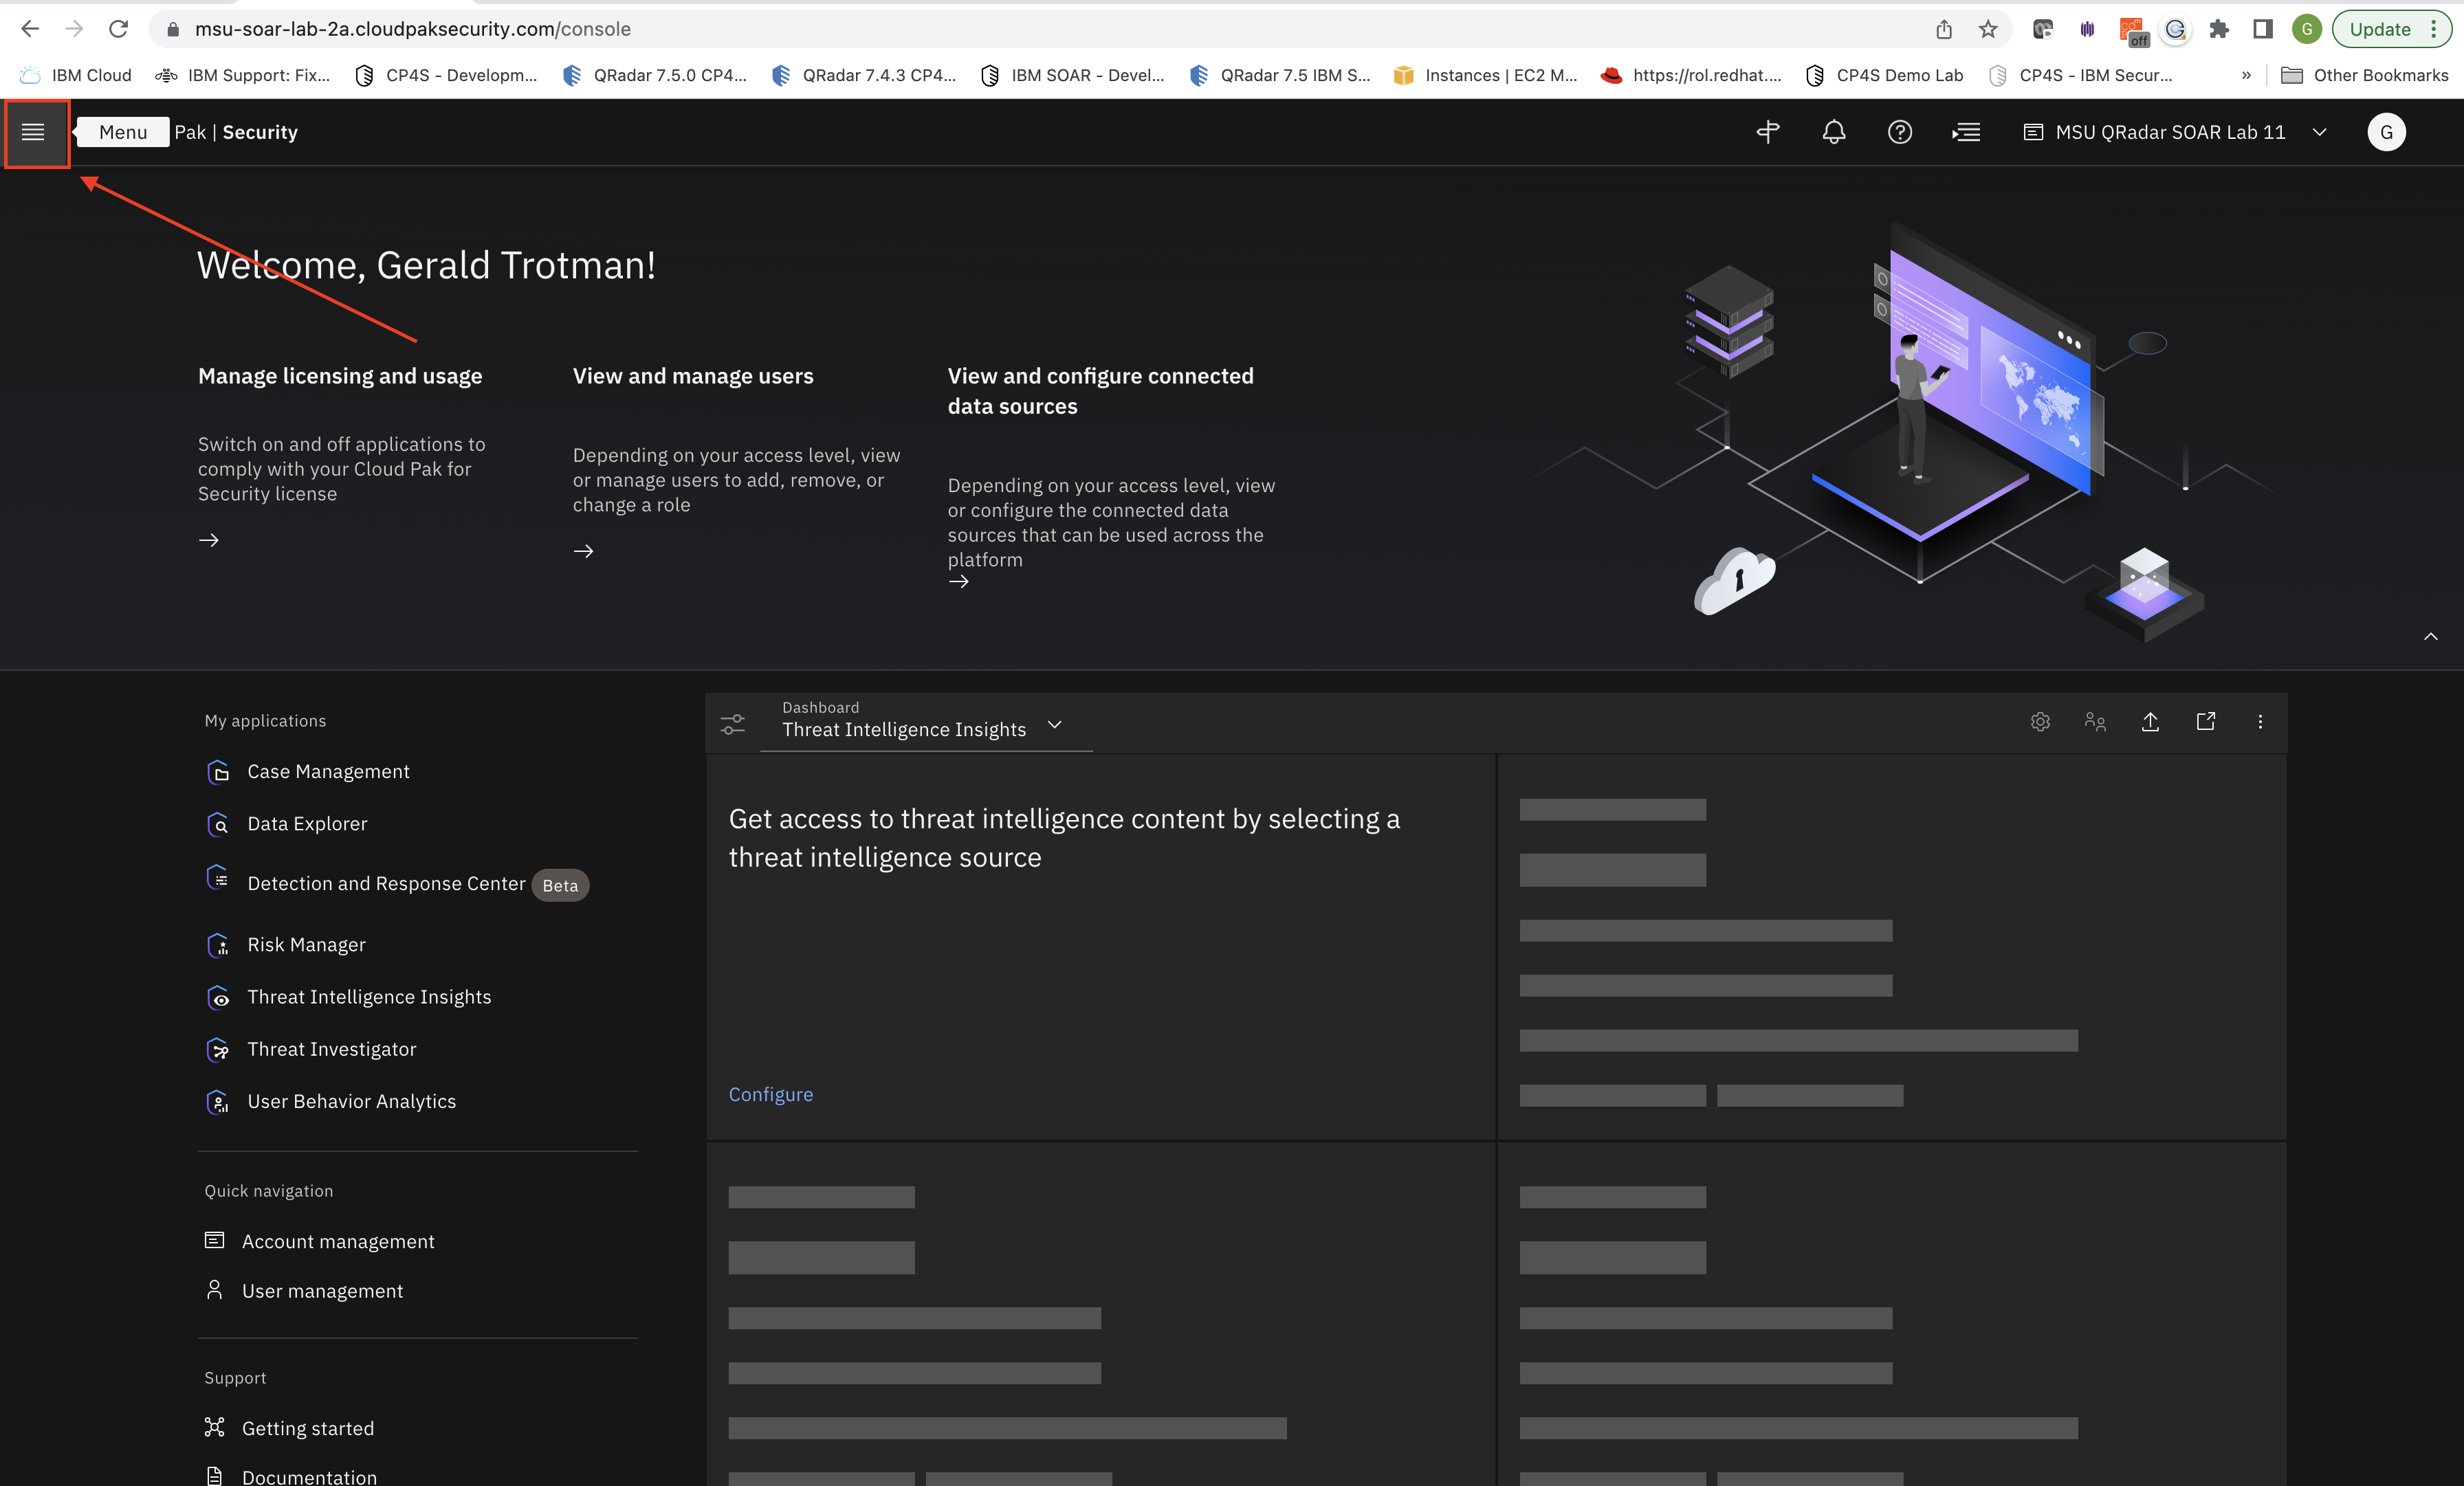 msu-soar-lab-2a.cloudpaksecurity.com/console
off
G
Update
IBM Cloud
IBM Support: Fix...
CP4S - Developm...
QRadar 7.5.0 CP4...
QRadar 7.4.3 CP4...
IBM SOAR - Devel...
QRadar 7.5 IBM S...
Instances | EC2 M...
https://rol.redhat....
CP4S Demo Lab
CP4S - IBM Secur...
»
Other Bookmarks
Menu
Pak | Security
MSU QRadar SOAR Lab 11
G
Welcome, Gerald Trotman!
Manage licensing and usage
Switch on and off applications to
comply with your Cloud Pak for
Security license
View and manage users
Depending on your access level, view
or manage users to add, remove, or
change a role
View and configure connected
data sources
Depending on your access level, view
or configure the connected data
sources that can be used across the
platform
My applications
Case Management
Data Explorer
Detection and Response Center Beta
Risk Manager
Threat Intelligence Insights
Threat Investigator
User Behavior Analytics
Quick navigation
Account management
User management
Support
Getting started
Documentation
Dashboard
Threat Intelligence Insights
Get access to threat intelligence content by selecting a
threat intelligence source
Configure